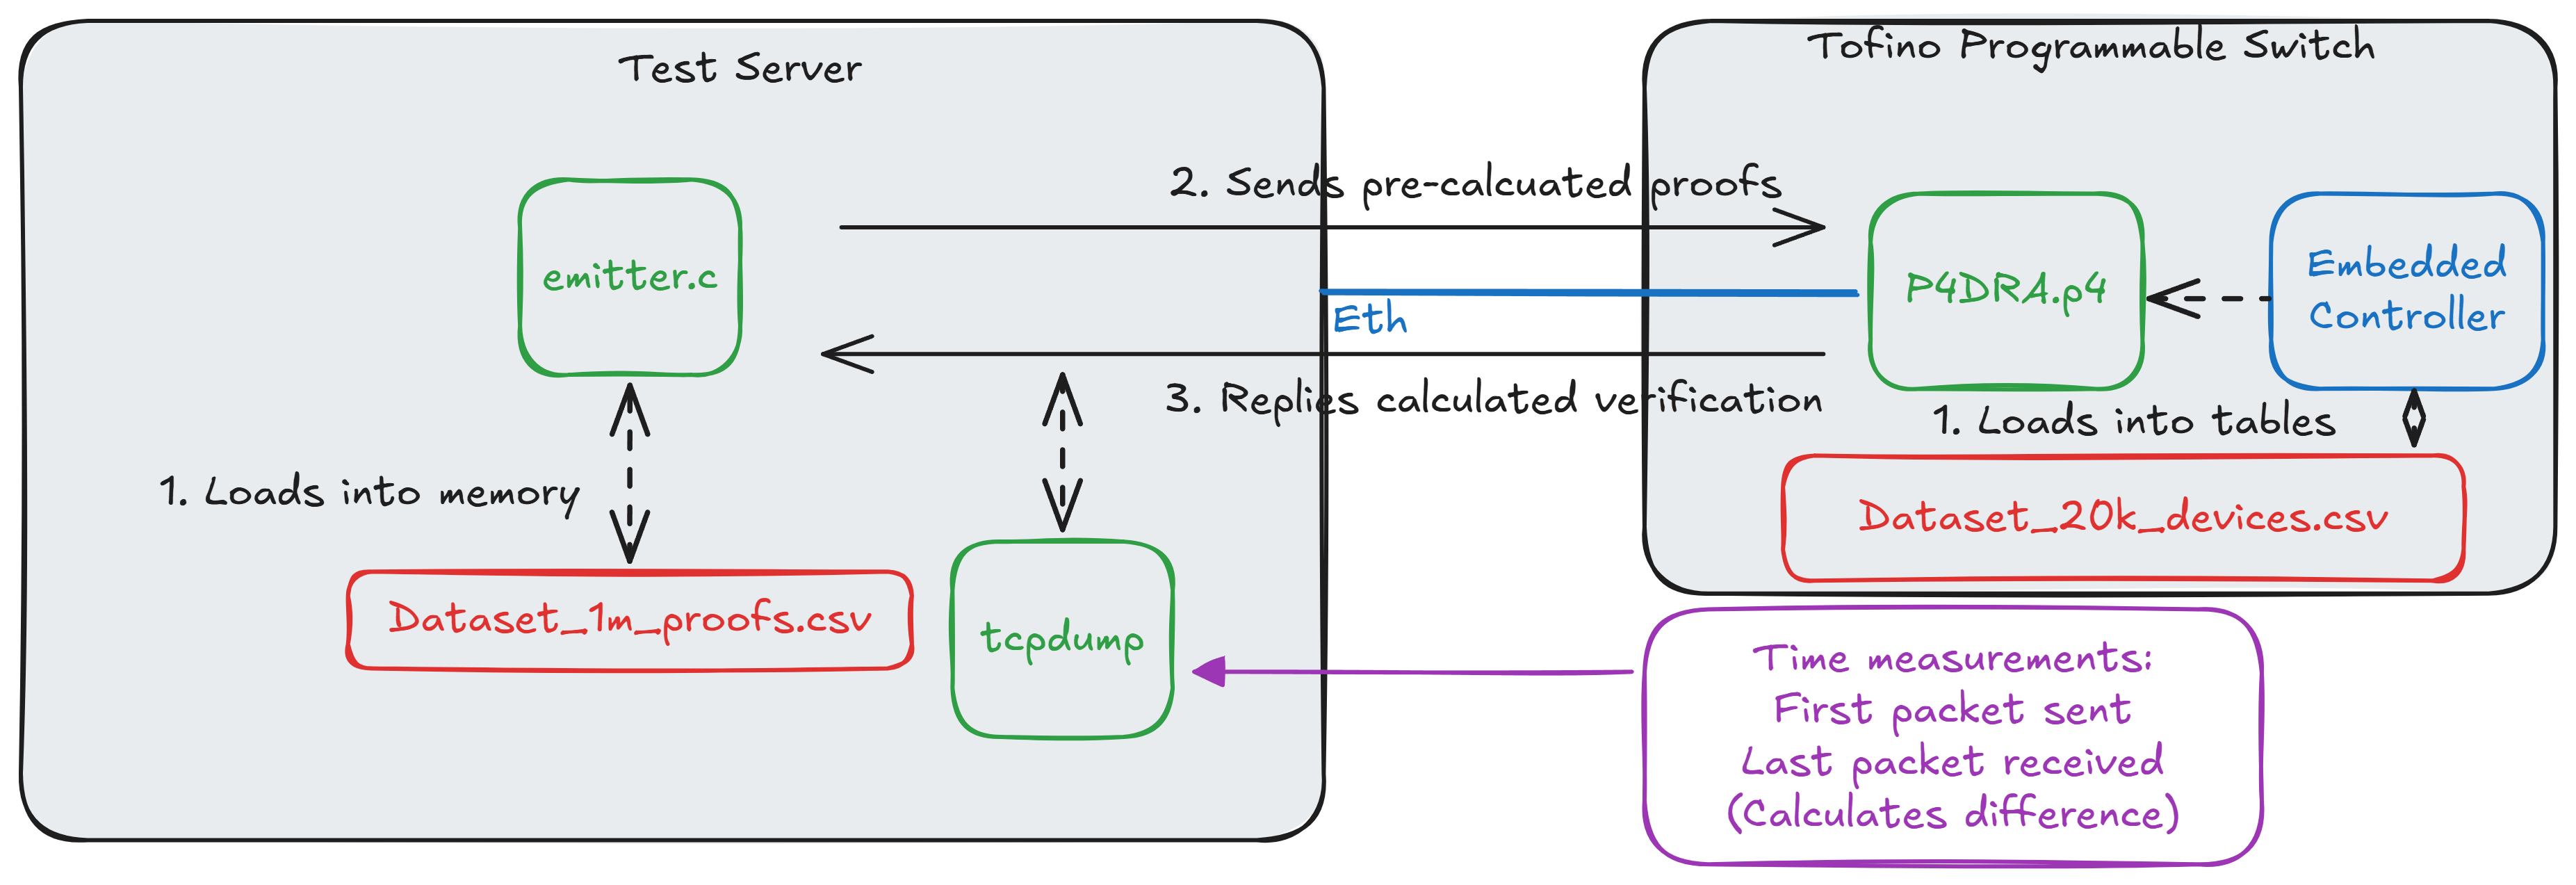 Test Server
Tofino Programmable Switch
2. Sends pre-calcuated proofs
emitter.c
P4DRA.p4
Embedded
Controller
Eth
3. Replies calculated verification
1. Loads into tables
1. Loads into memory
Dataset_20k_devices.csv
Dataset_1m_proofs.csv
tcpdump
Time measurements:
First packet sent
Last packet received
(Calculates difference)